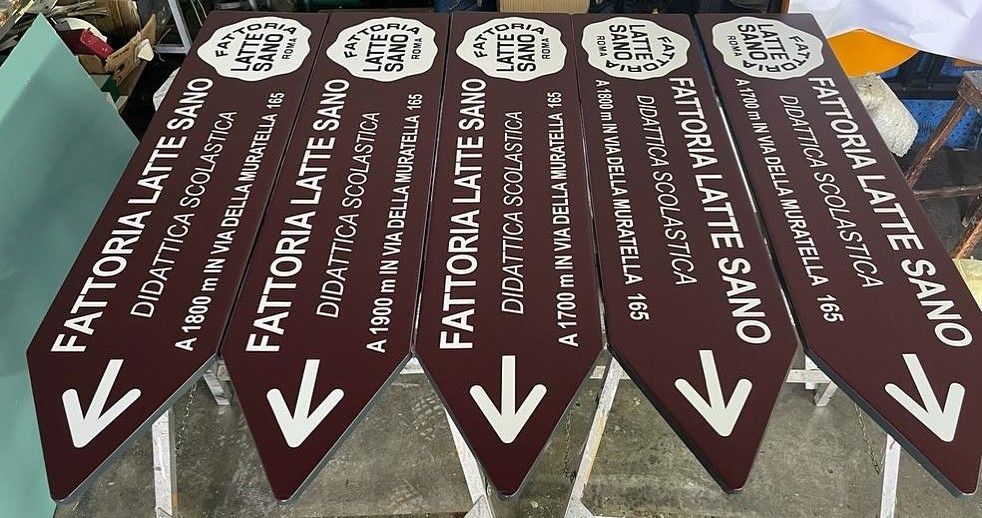 FATTORIA
LATTE
SANO
ROMA
FATTORIA LATTE SANO
DIDATTICA SCOLASTICA
A 1800 m IN VIA DELLA MURATELLA 165
FATTORIA
LATTE
SANO
ROMA
FATTORIA LATTE SANO
DIDATTICA SCOLASTICA
A 1900 m IN VIA DELLA MURATELLA 165
FATTORIA
LATTE
SANO
ROMA
FATTORIA LATTE SANO
DIDATTICA SCOLASTICA
A 1700 m IN VIA DELLA MURATELLA 165
FATTORIA
LATTE
SANO
ROMA
FATTORIA LATTE SANO
DIDATTICA SCOLASTICA
A 1800 m IN VIA DELLA MURATELLA 165
FATTORIA
LATTE
SANO
ROMA
FATTORIA LATTE SANO
DIDATTICA SCOLASTICA
A 1700 m IN VIA DELLA MURATELLA 165